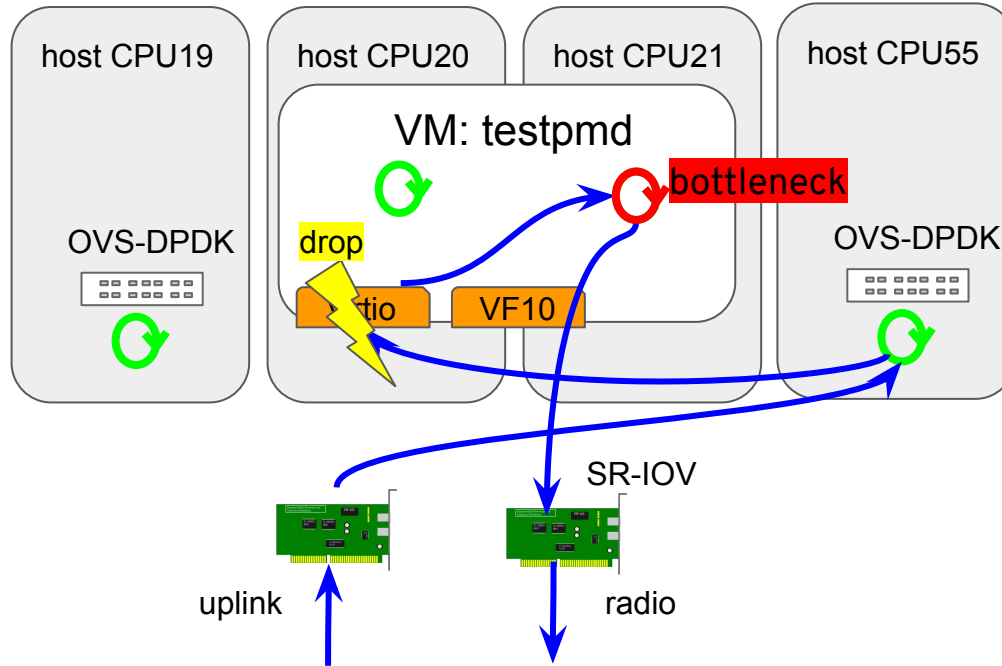 host CPU19
host CPU20
host CPU21
host CPU55
VM: testpmd
bottleneck
OVS-DPDK
drop
OVS-DPDK
VF10
SR-IOV
uplink
radio